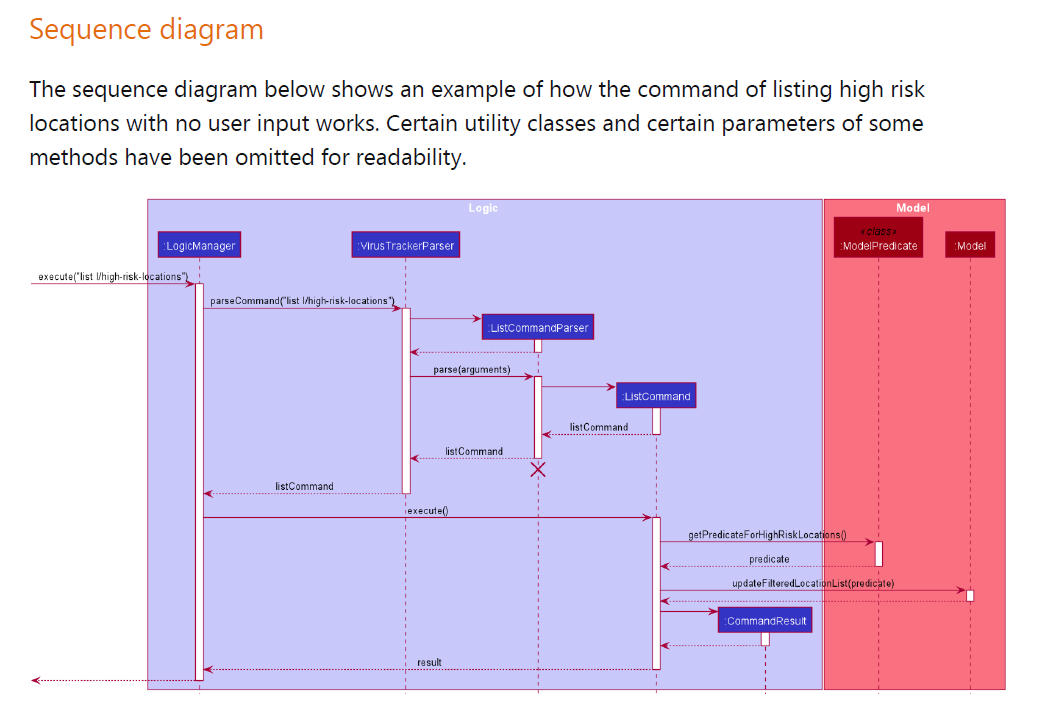 Sequence diagram
The sequence diagram below shows an example of how the command of listing high risk
locations with no user input works. Certain utility classes and certain parameters of some
methods have been omitted for readability.
Logic
Model
«class»
:LogicManager
:VirusTrackerParser
:ModelPredicate
:Model
execute("list l/high-risk-locations")
parseCommand("list l/high-risk-locations")
:ListCommandParser
parse(arguments)
:ListCommand
listCommand
listCommand
listCommand
execute()
getPredicateForHighRiskLocations()
predicate
updateFilteredLocationList(predicate)
:CommandResult
result